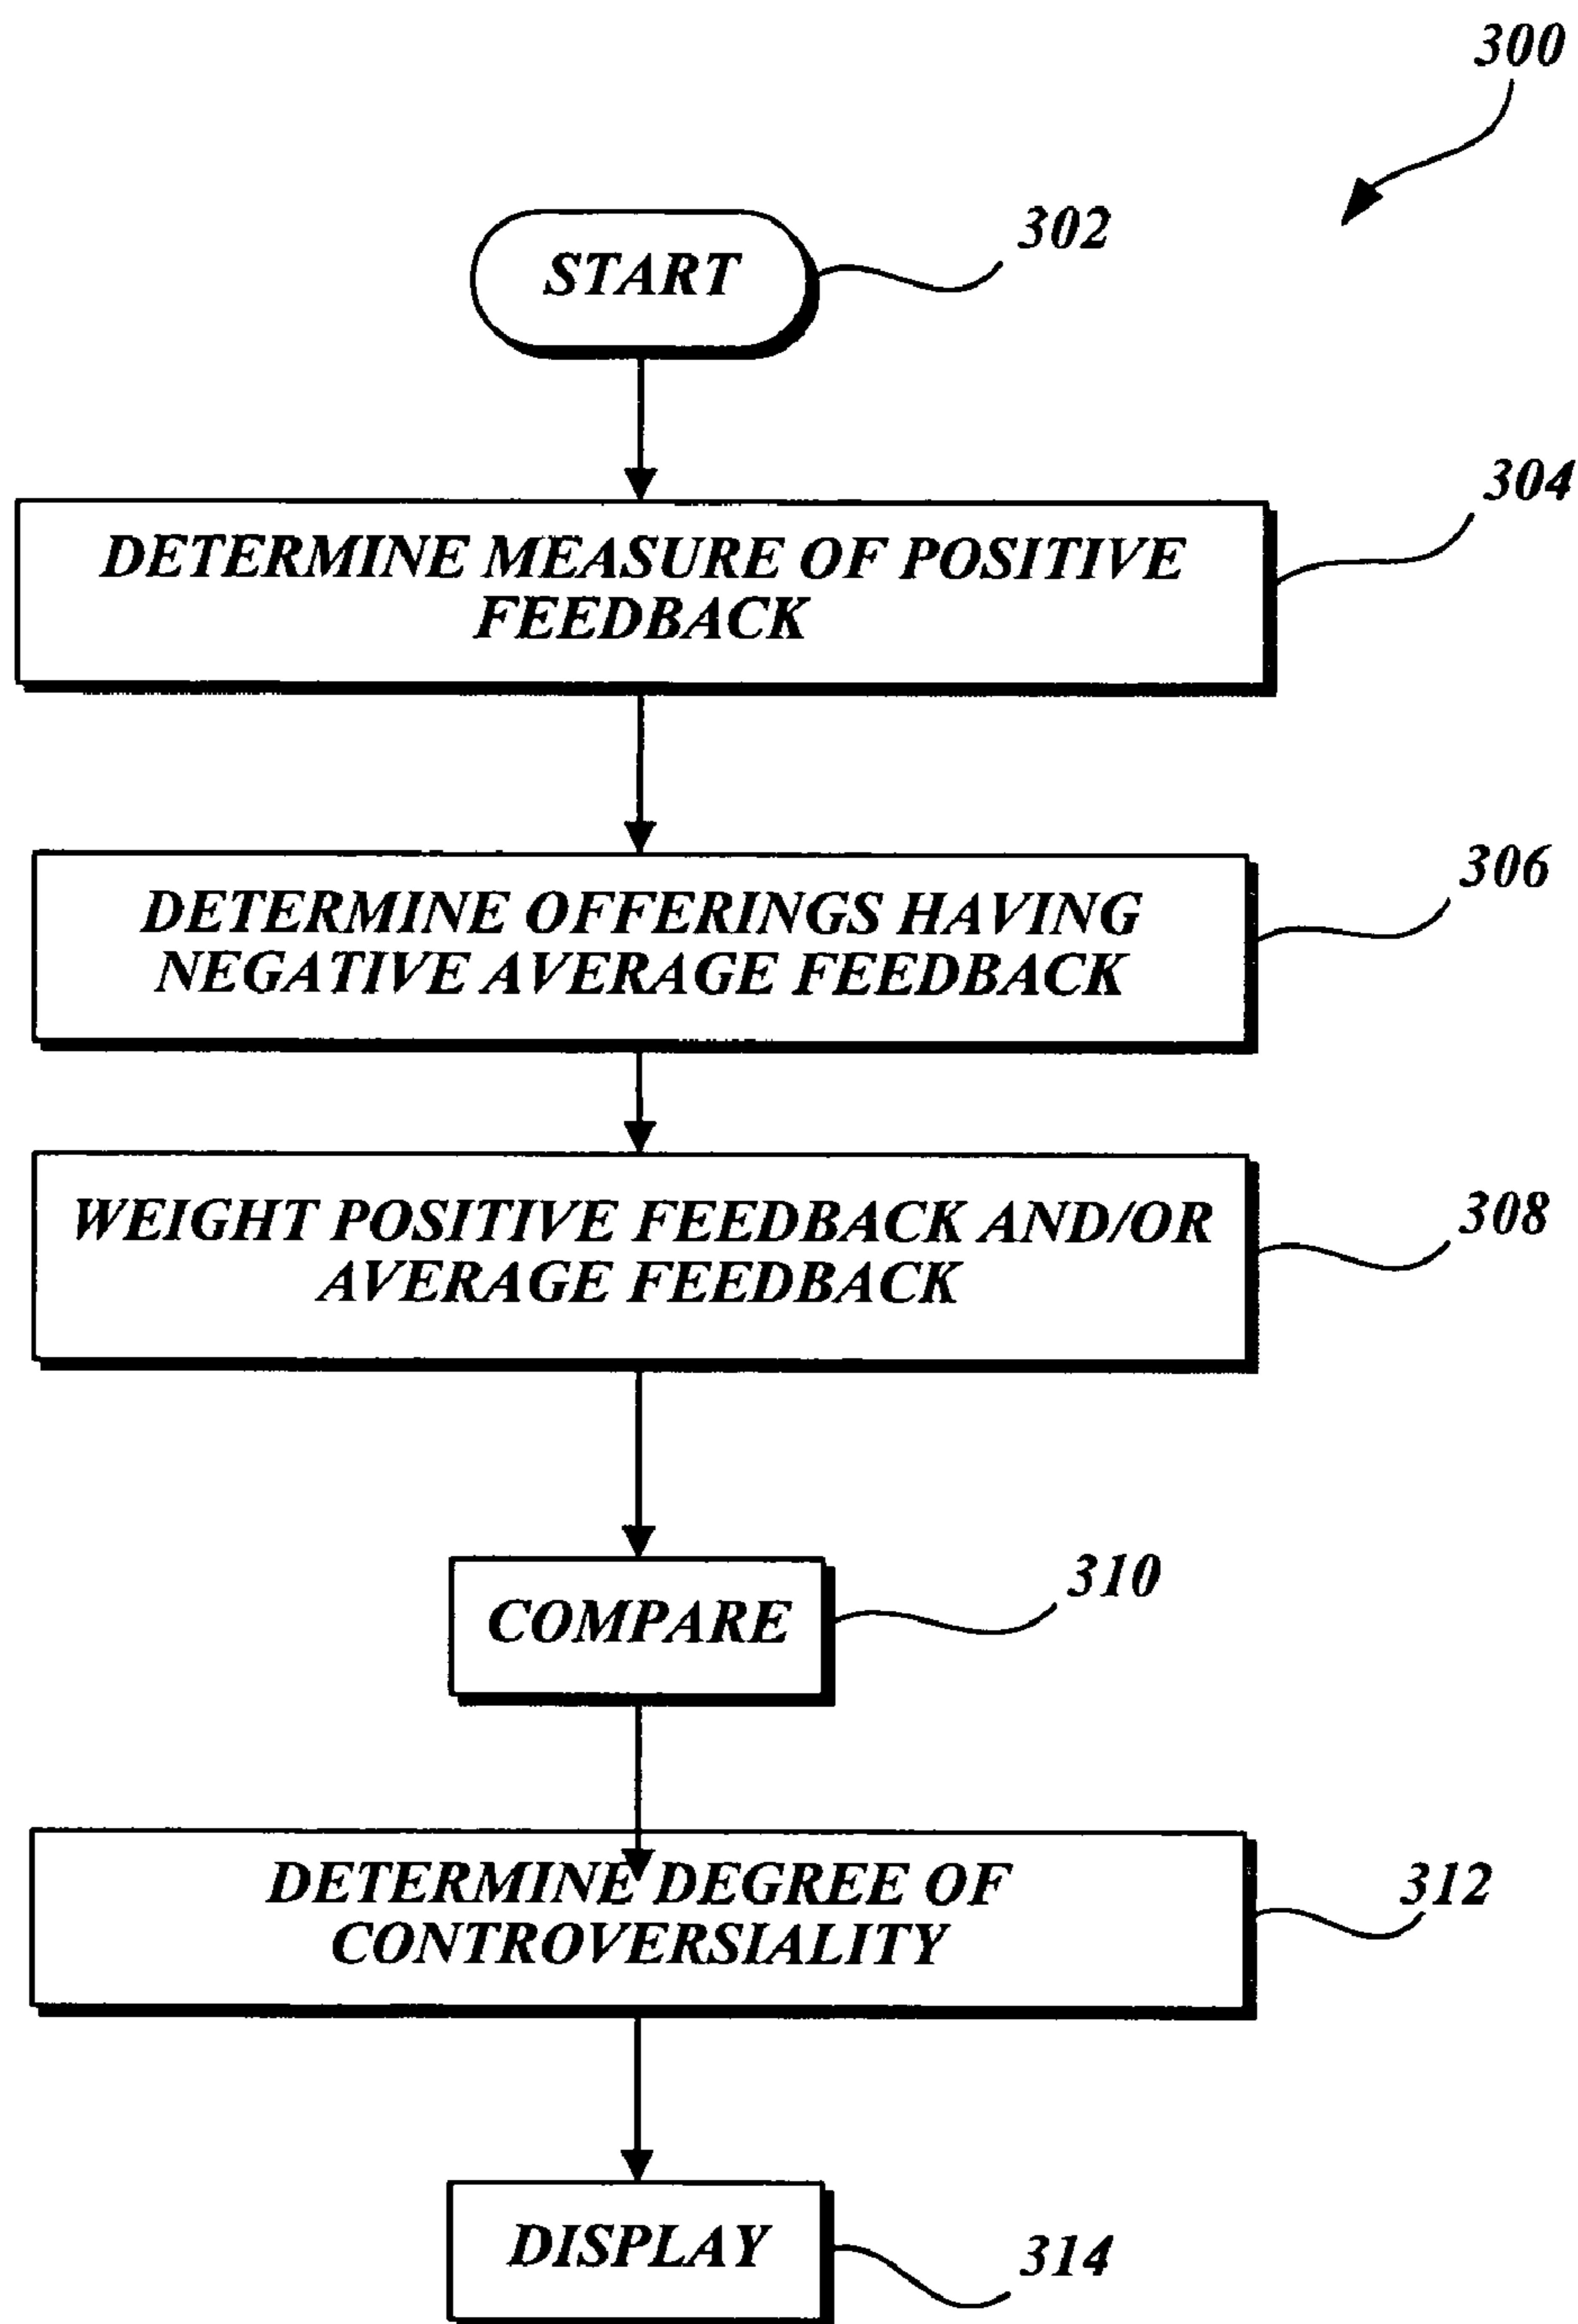 300
START
302
304
DETERMINE MEASURE OF POSITIVE
FEEDBACK
306
DETERMINE OFFERINGS HAVING
NEGATIVE AVERAGE FEEDBACK
308
WEIGHT POSITIVE FEEDBACK AND/OR
AVERAGE FEEDBACK
310
COMPARE
312
DETERMINE DEGREE OF
CONTROVERSIALITY
DISPLAY
314